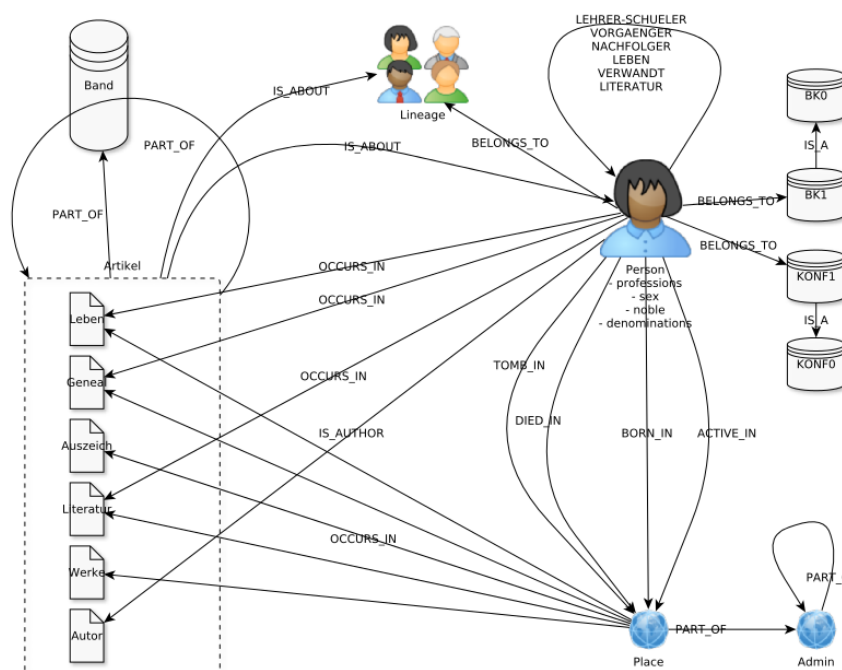 LEHRER-SCHUELER
VORGAENGER
NACHFOLGER
LEBEN
VERWANDT
LITERATUR
Band
BK0
IS_ABOUT
Lineage
PART_OF
IS_ABOUT
BELONGS_TO
IS_A
BK1
BELONGS_TO
PART_OF
BELONGS_TO
Artikel
OCCURS_IN
Person
- professions
- sex
- noble
- denominations
KONF1
OCCURS_IN
Leben
IS_A
TOMB_IN
KONF0
OCCURS_IN
Geneal
DIED_IN
IS_AUTHOR
BORN_IN
ACTIVE_IN
Auszeich
Literatur
OCCURS_IN
Werke
PART_
Autor
PART_OF
Place
Admin